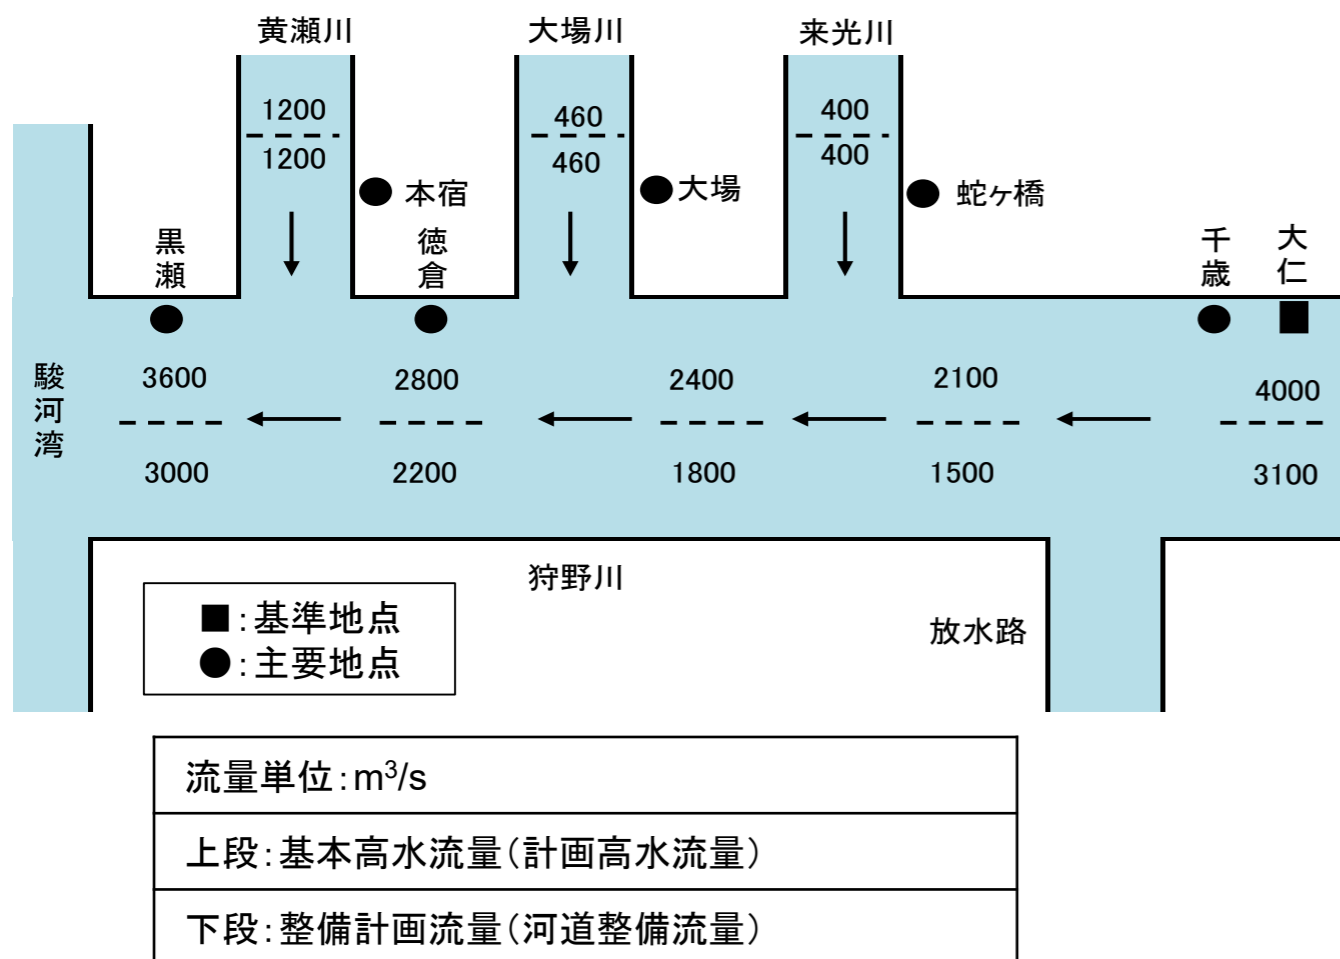 黄瀬川
大場川
来光川
1200
1200
460
460
400
400
本宿
大場
蛇ヶ橋
黒瀬
徳倉
千歳
大仁
駿河湾
3600
3000
2800
2200
2400
1800
2100
1500
4000
3100
狩野川
放水路
■:基準地点
●:主要地点
流量単位:m³/s
上段:基本高水流量(計画高水流量)
下段:整備計画流量(河道整備流量)